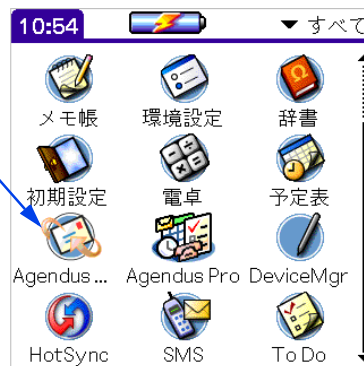 10:54 すべて
メモ帳 環境設定 辞書
初期設定 電卓 予定表
Agendus ... Agendus Pro DeviceMgr
HotSync SMS To Do